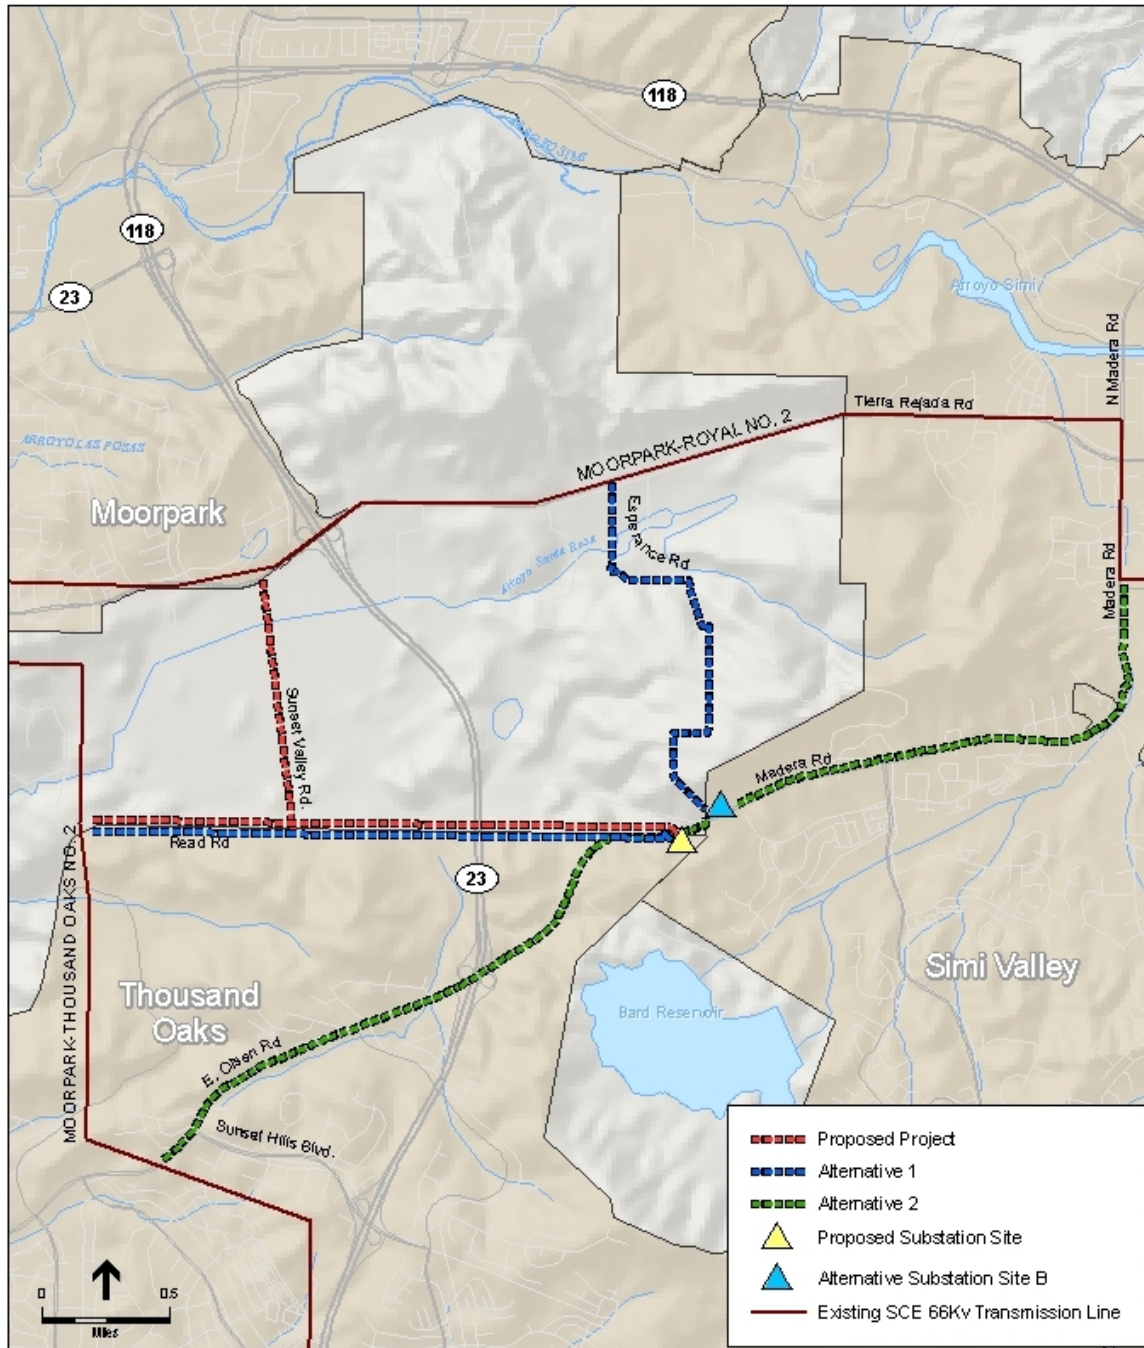 118
118
23
ARROYO SIMI
Arroyo Simi
N Madera Rd
Tierra Rejada Rd
MOORPARK-ROYAL NO. 2
ARROYO LAS POSAS
Moorpark
Esperance Rd
Arroyo Santa Rosa
Madera Rd
Sunset Valley Rd.
Madera Rd
Read Rd
MOORPARK-THOUSAND OAKS NO. 2
23
Simi Valley
Thousand
Oaks
Bard Reservoir
E. Olsen Rd
Sunset Hills Blvd.
Proposed Project
Alternative 1
Alternative 2
Proposed Substation Site
Alternative Substation Site B
Existing SCE 66Kv Transmission Line
0
0.5
Miles